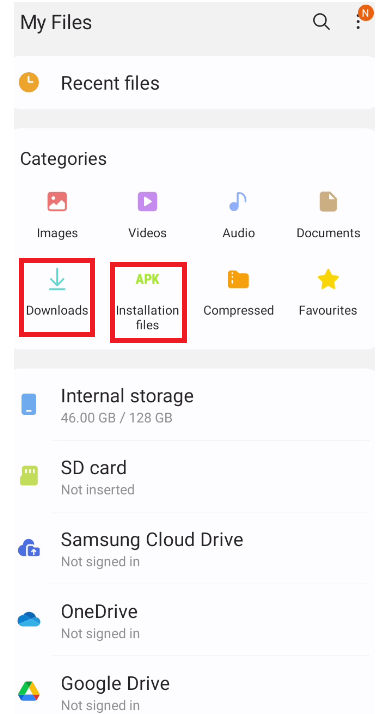 My Files
N
Recent files
Categories
Images
Videos
Audio
Documents
APK
Downloads
Installation
files
Compressed
Favourites
Internal storage
46.00 GB / 128 GB
SD card
Not inserted
Samsung Cloud Drive
Not signed in
OneDrive
Not signed in
Google Drive
Not signed in